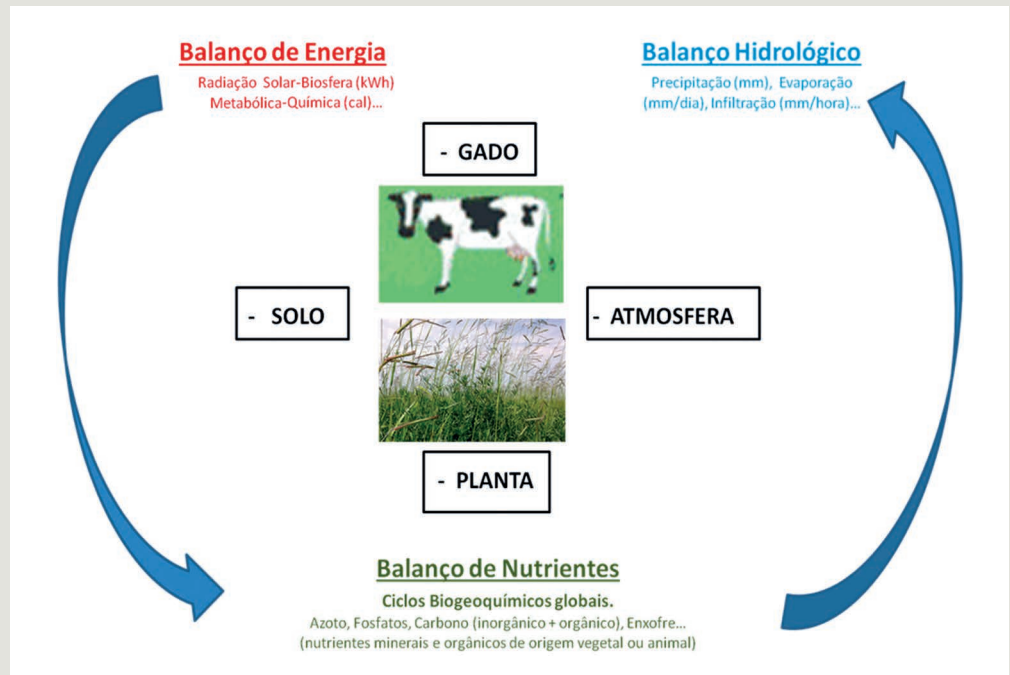 Balanço de Energia
Radiação Solar-Biosfera (kWh)
Metabólica-Química (cal)...
Balanço Hidrológico
Precipitação (mm), Evaporação
(mm/dia), Infiltração (mm/hora)...
- GADO
- SOLO
- ATMOSFERA
- PLANTA
Balanço de Nutrientes
Ciclos Biogeoquímicos globais.
Azoto, Fosfatos, Carbono (inorgânico + orgânico), Enxofre...
(nutrientes minerais e orgânicos de origem vegetal ou animal)